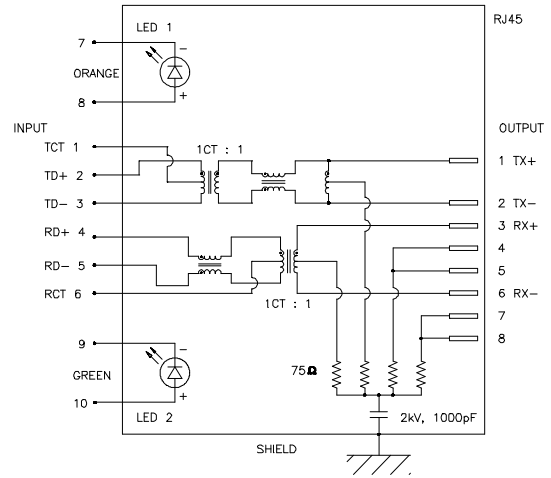 LED 1
RJ45
7 −
ORANGE
8 +
INPUT
OUTPUT
TCT 1
1CT : 1
TD+ 2
1 TX+
TD- 3
2 TX-
RD+ 4
3 RX+
4
RD- 5
5
RCT 6
6 RX-
1CT : 1
7
8
9 −
GREEN
75Ω
10 +
LED 2
2kV, 1000pF
SHIELD